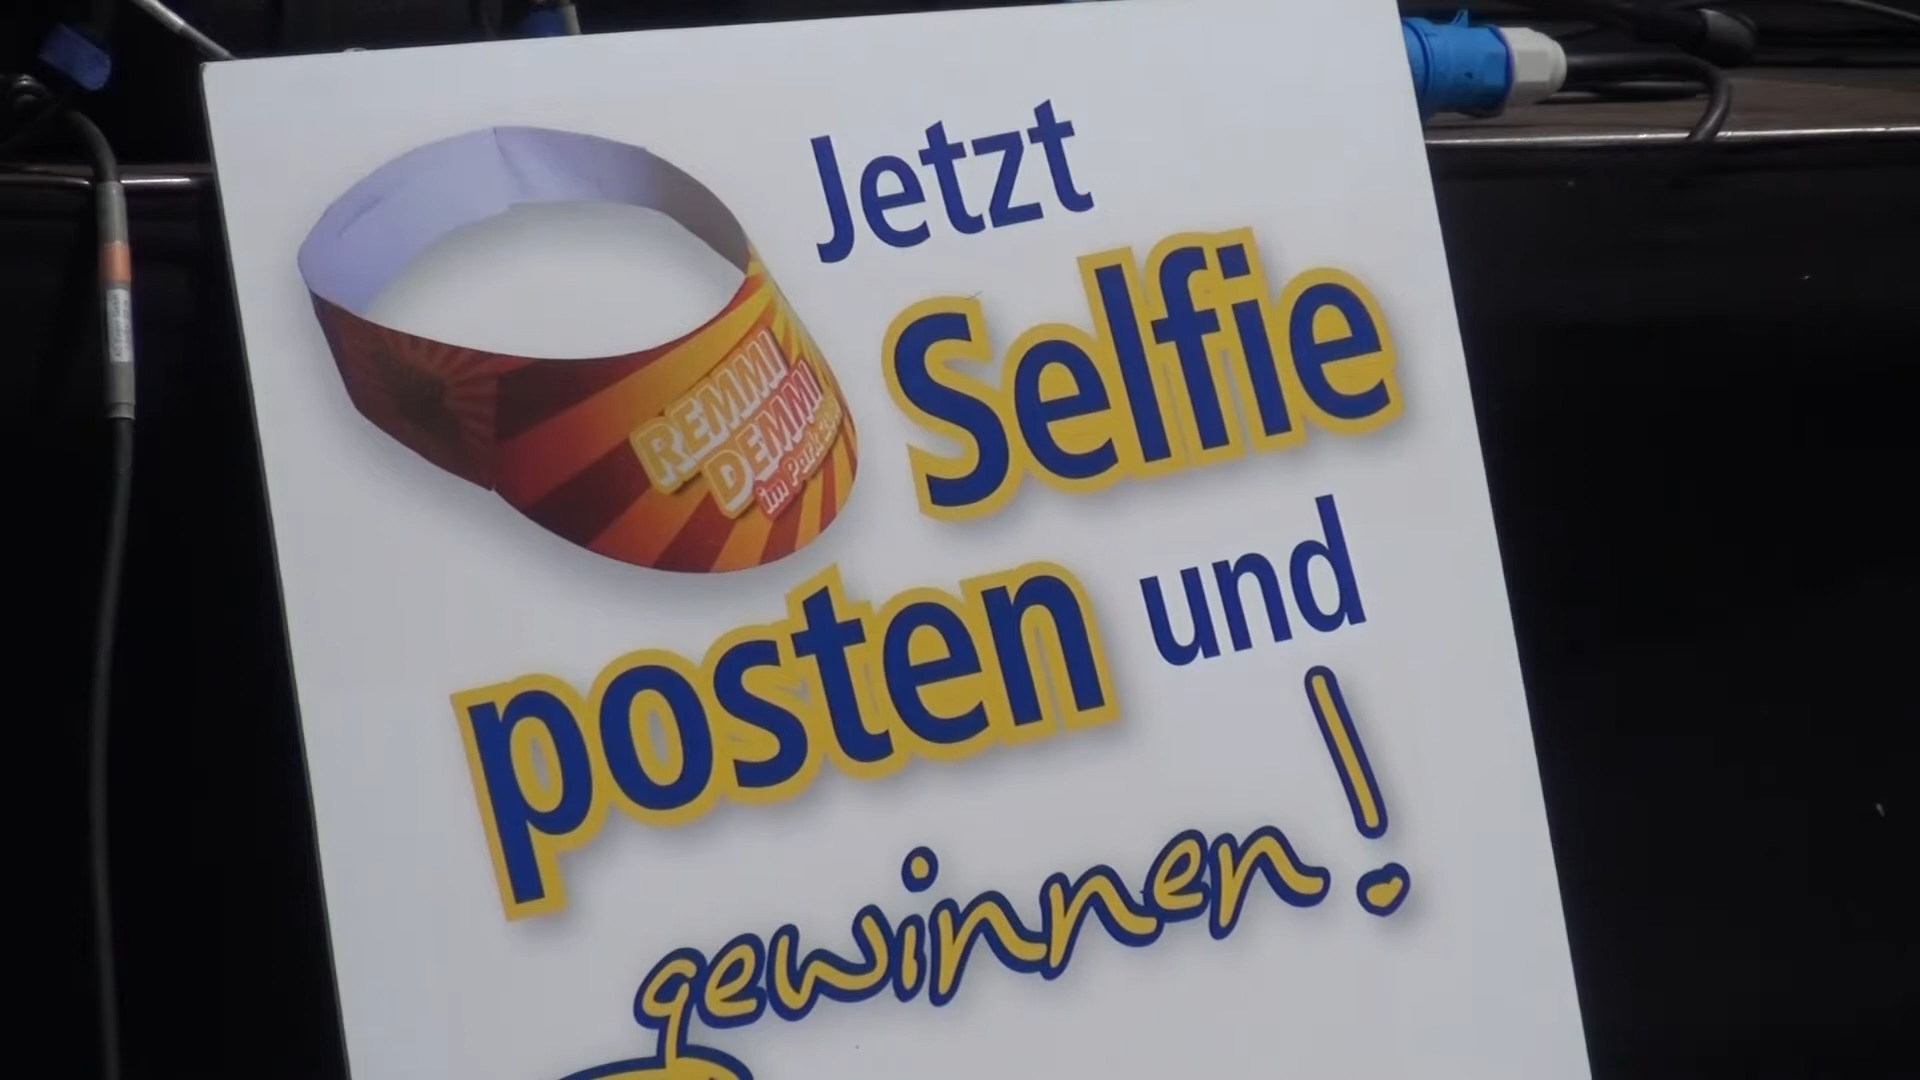 Jetzt
Selfie
posten und
gewinnen!
REMMI
DEMMI
im Park